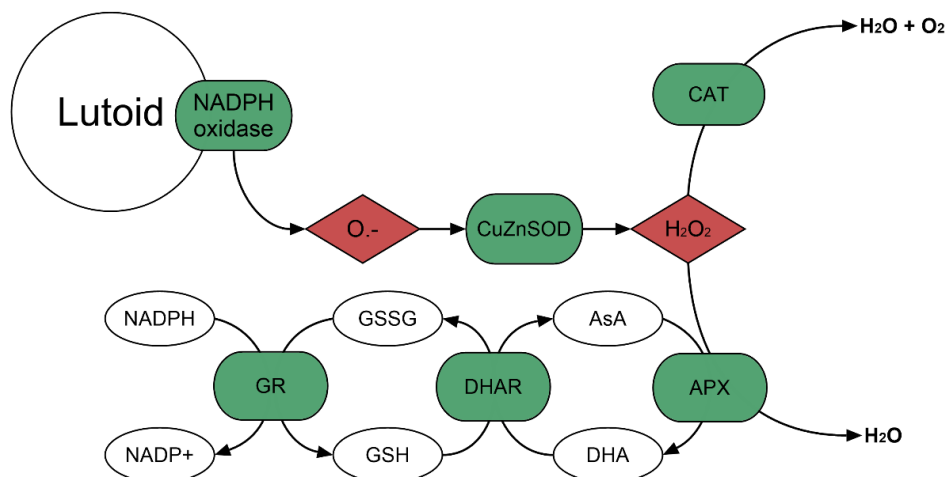 H₂O + O₂
Lutoid
NADPH
oxidase
CAT
O.-
CuZnSOD
H₂O₂
NADPH
GSSG
AsA
GR
DHAR
APX
NADP+
GSH
DHA
H₂O